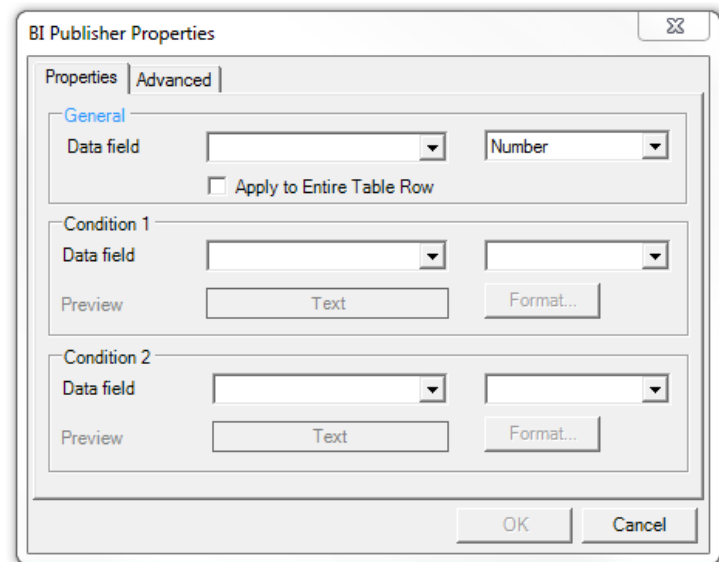 BI Publisher Properties
Properties Advanced
General
Data field Number
Apply to Entire Table Row
Condition 1
Data field
Preview Text Format...
Condition 2
Data field
Preview Text Format...
OK Cancel